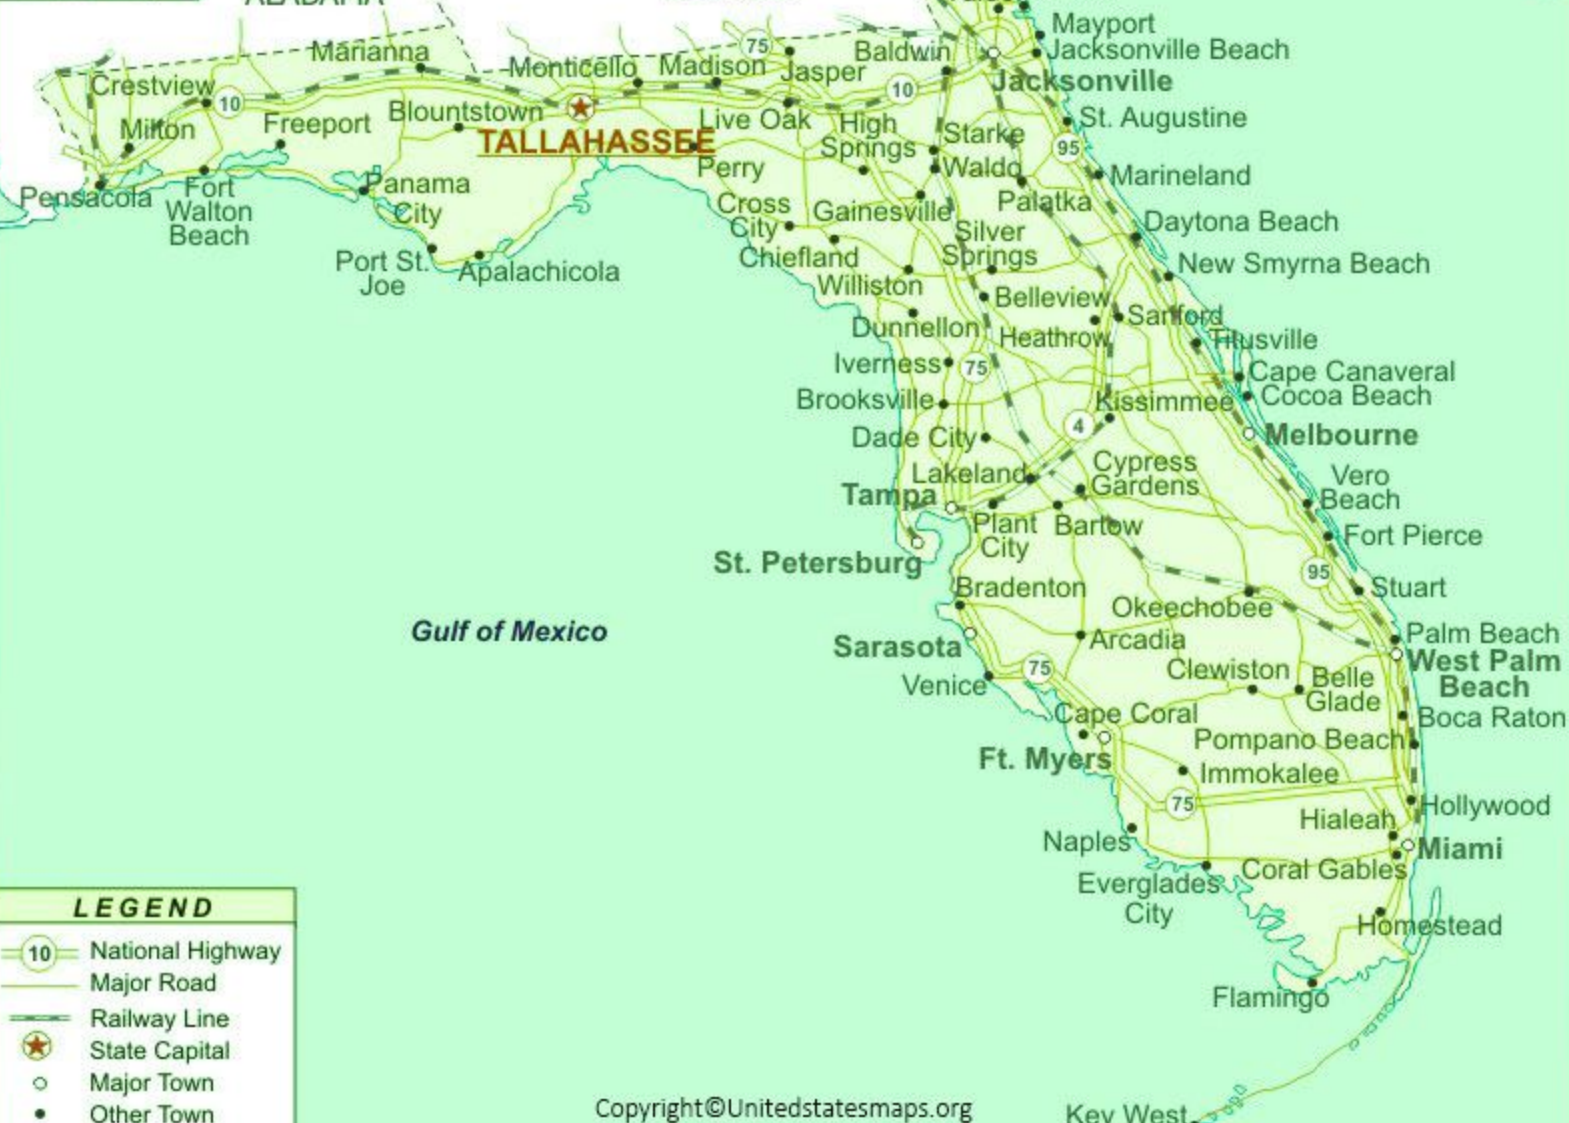 ALABAMA
Mayport
Jacksonville Beach
Marianna
75
Baldwin
Monticello
Madison
Jasper
Crestview
10
10
Jacksonville
Blountstown
Live Oak
High
Springs
St. Augustine
Milton
Freeport
TALLAHASSEE
Starke
95
Perry
Waldo
Marineland
Pensacola
Fort
Walton
Beach
Panama
City
Cross
City
Gainesville
Palatka
Daytona Beach
Silver
Springs
Port St.
Joe
Apalachicola
Chiefland
New Smyrna Beach
Williston
Belleview
Dunnellon
Heathrow
Sanford
Titusville
Iverness
75
Cape Canaveral
Brooksville
Kissimmee
Cocoa Beach
Dade City
4
Melbourne
Lakeland
Cypress
Gardens
Vero
Beach
Tampa
Plant
City
Bartow
Fort Pierce
St. Petersburg
95
Bradenton
Okeechobee
Stuart
Gulf of Mexico
Sarasota
Arcadia
Palm Beach
75
Clewiston
Belle
Glade
West Palm
Beach
Venice
Cape Coral
Boca Raton
Ft. Myers
Pompano Beach
Immokalee
75
Hollywood
Hialeah
Naples
Miami
Coral Gables
Everglades
City
Homestead
Flamingo
Key West
LEGEND
10 National Highway
Major Road
Railway Line
State Capital
Major Town
Other Town
Copyright©Unitedstatesmaps.org